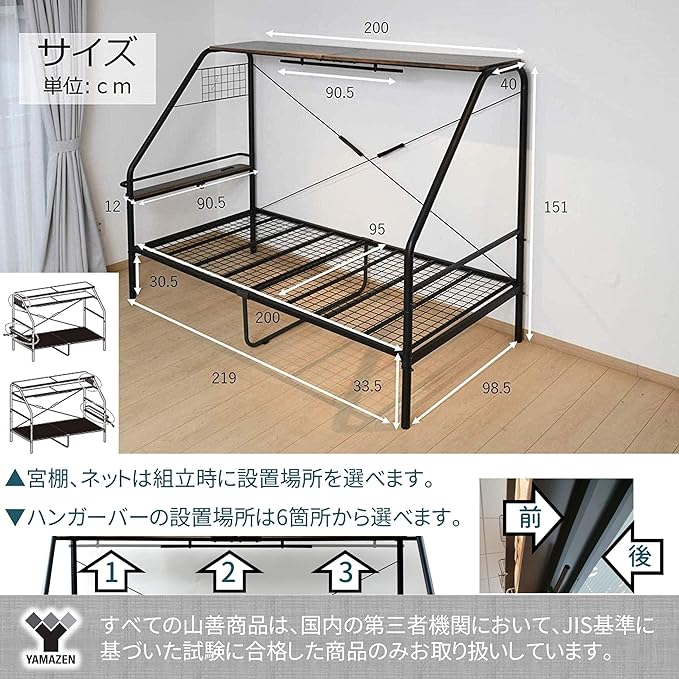 サイズ
単位:cm
200
90.5
40
151
12
90.5
95
30.5
200
219
33.5
98.5
▲宮棚、ネットは組立時に設置場所を選べます。
▼ハンガーバーの設置場所は6箇所から選べます。
前
後
1
2
3
YAMAZEN
すべての山善商品は、国内の第三者機関において、JIS基準に
基づいた試験に合格した商品のみお取り扱いしています。